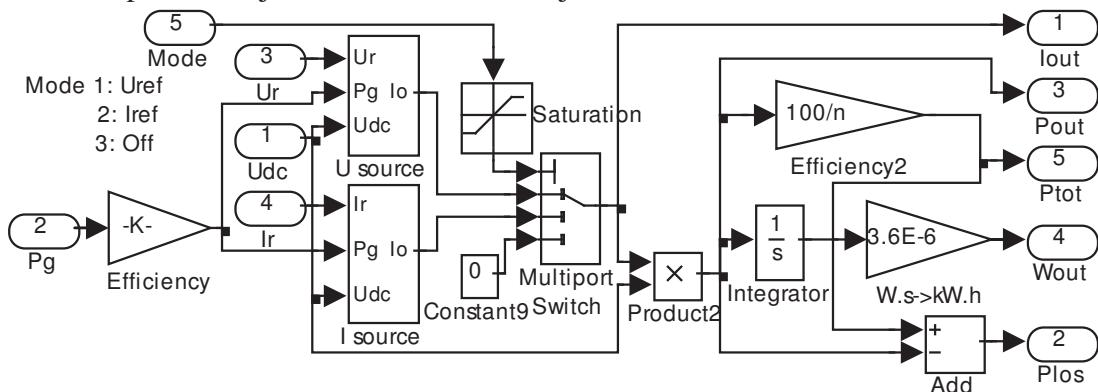 5
Mode
Mode 1: Uref
2: Iref
3: Off
3
Ur
1
Udc
4
Ir
2
Pg
-K-
Efficiency
Ur
Pg Io
Udc
U source
Ir
Pg Io
Udc
I source
Saturation
0
Constant9
Multiport
Switch
×
Product2
100/n
Efficiency2
1
s
Integrator
3.6E-6
W.s->kW.h
+
−
Add
1
Iout
3
Pout
5
Ptot
4
Wout
2
Plos